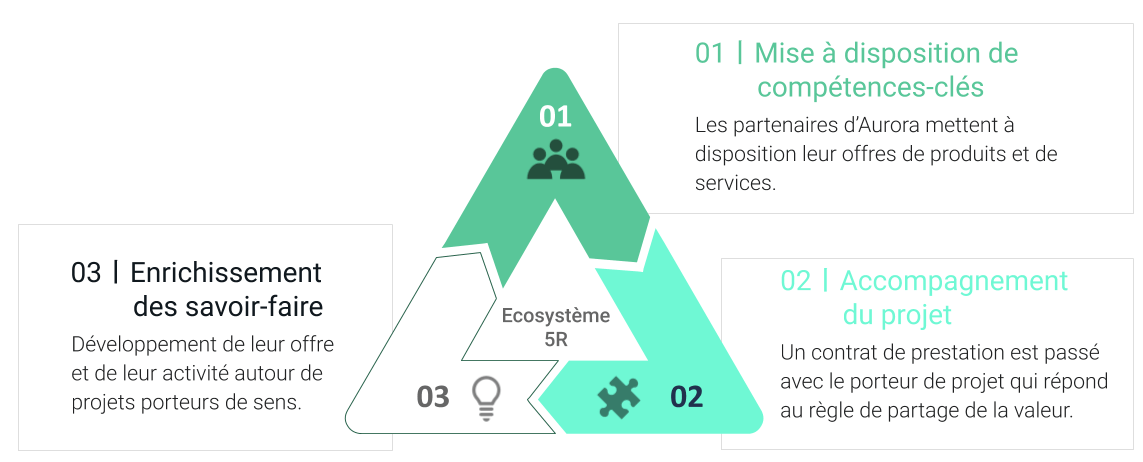 01 | Mise à disposition de
compétences-clés
Les partenaires d’Aurora mettent à
disposition leur offres de produits et de
services.
01
03 | Enrichissement
des savoir-faire
Développement de leur offre
et de leur activité autour de
projets porteurs de sens.
Ecosystème
5R
02 | Accompagnement
du projet
Un contrat de prestation est passé
avec le porteur de projet qui répond
au règle de partage de la valeur.
03
02